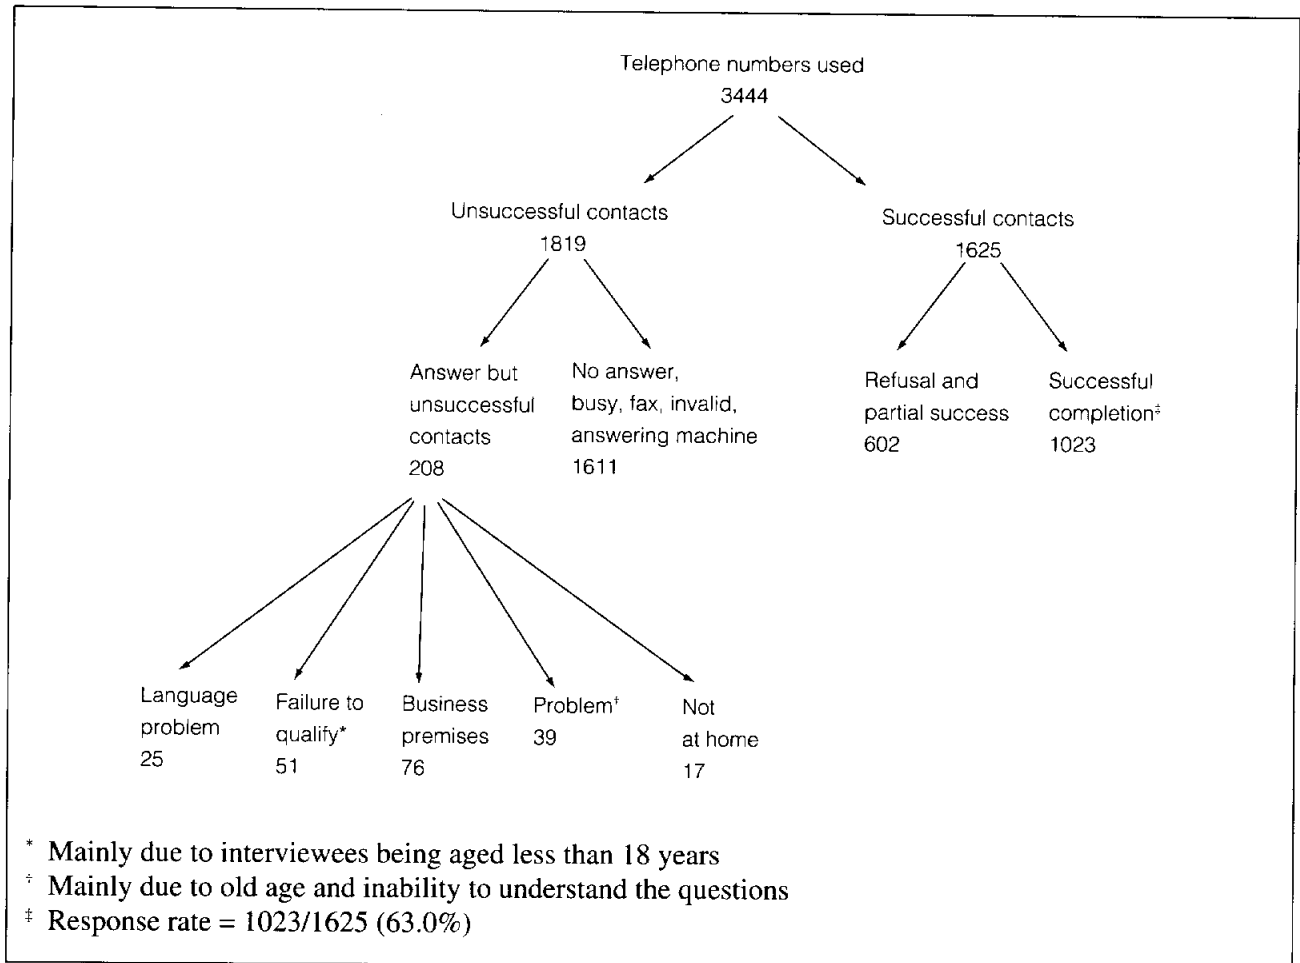 Telephone numbers used
3444
Unsuccessful contacts
1819
Successful contacts
1625
Answer but
unsuccessful
contacts
208
No answer,
busy, fax, invalid,
answering machine
1611
Refusal and
partial success
602
Successful
completion‡
1023
Language
problem
25
Failure to
qualify*
51
Business
premises
76
Problem†
39
Not
at home
17
* Mainly due to interviewees being aged less than 18 years
† Mainly due to old age and inability to understand the questions
‡ Response rate = 1023/1625 (63.0%)